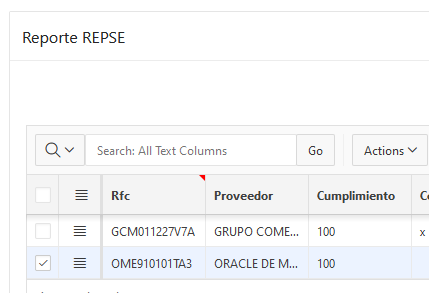 Reporte REPSE
Search: All Text Columns
Go
Actions
Rfc Proveedor Cumplimiento
GCM011227V7A GRUPO COME... 100 x
OME910101TA3 ORACLE DE M... 100